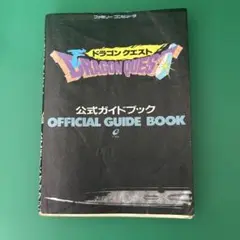 ファミリーコンピュータ
ドラゴンクエスト
DRAGON QUEST
公式ガイドブック
OFFICIAL GUIDE BOOK